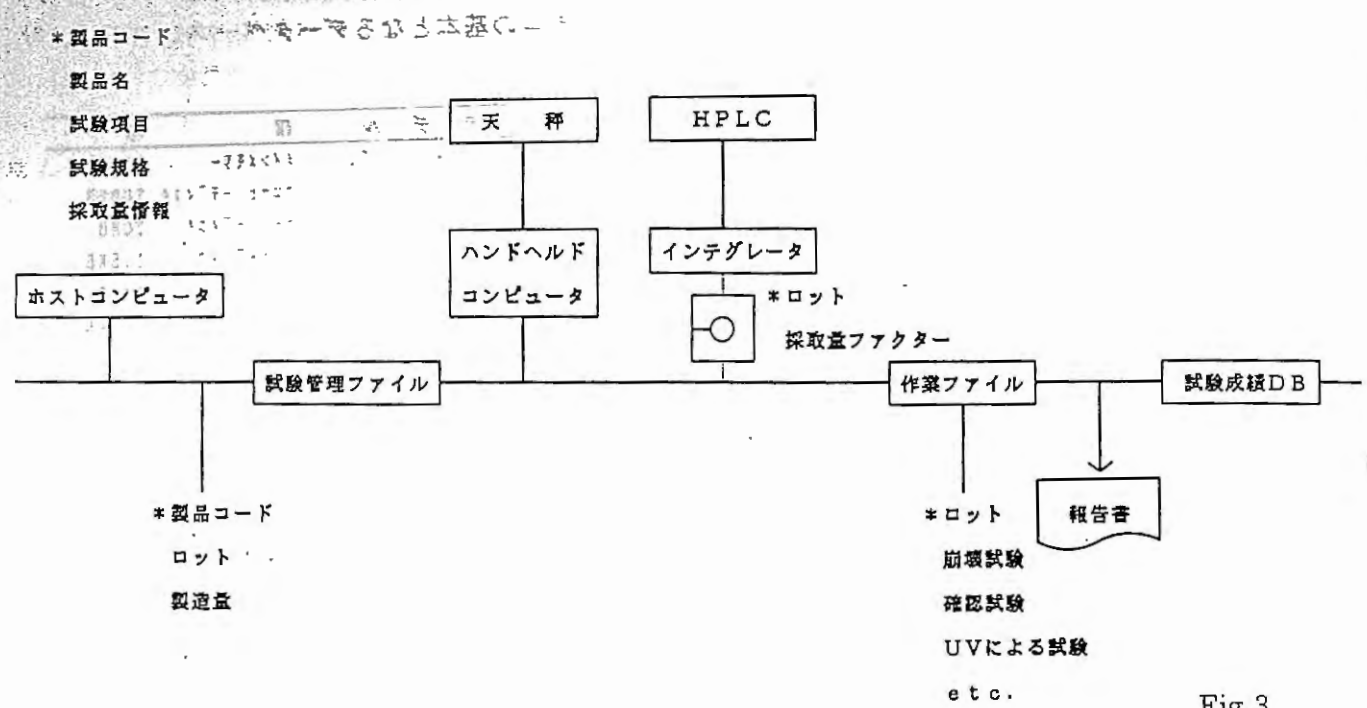 *製品コード
製品名
試験項目
試験規格
採取量情報
天 秤
HPLC
ハンドヘルド
コンピュータ
インテグレータ
*ロット
採取量ファクター
ホストコンピュータ
試験管理ファイル
作業ファイル
試験成績DB
*製品コード
ロット
製造量
*ロット
崩壊試験
確認試験
UVによる試験
etc.
報告書
Fig.3